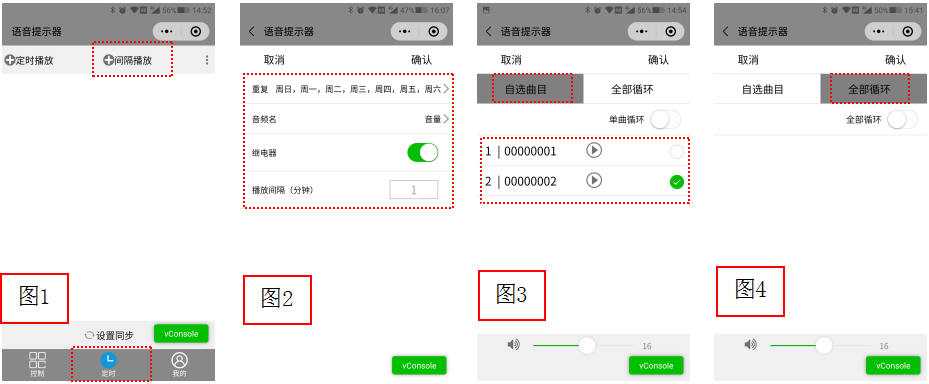 56% 14:52
语音提示器
定时播放 间隔播放
图1
设置同步 vConsole
控制 定时 我的
47% 16:07
语音提示器
取消 确认
重复 周日，周一，周二，周三，周四，周五，周六
音频名 音量
继电器
播放间隔（分钟） 1
图2
vConsole
56% 14:54
语音提示器
取消 确认
自选曲目 全部循环
单曲循环
1 | 00000001
2 | 00000002
图3
16
vConsole
50% 15:41
语音提示器
取消 确认
自选曲目 全部循环
全部循环
图4
16
vConsole